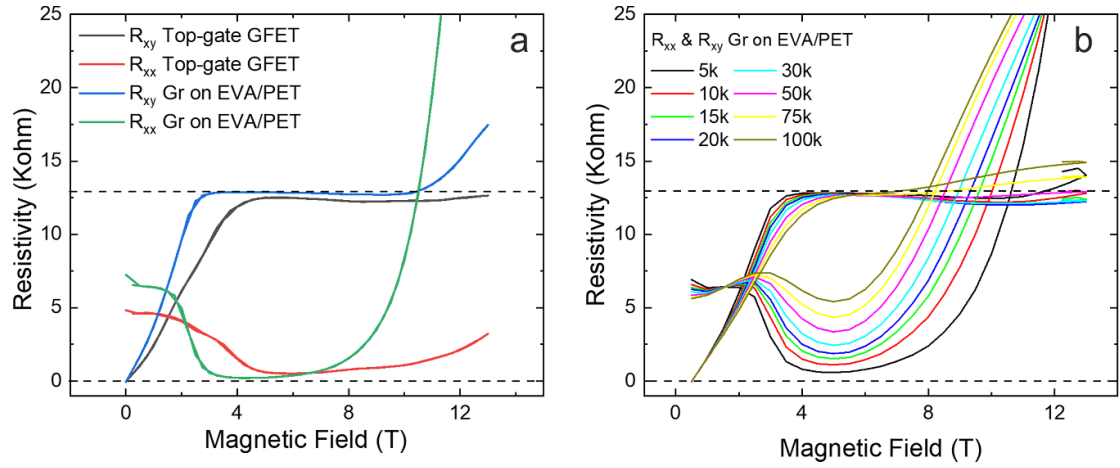 a
R_xy Top-gate GFET
R_xx Top-gate GFET
R_xy Gr on EVA/PET
R_xx Gr on EVA/PET
25
20
15
10
5
0
Resistivity (Kohm)
0 4 8 12
Magnetic Field (T)
b
R_xx & R_xy Gr on EVA/PET
5k 30k
10k 50k
15k 75k
20k 100k
25
20
15
10
5
0
Resistivity (Kohm)
0 2 4 6 8 10 12
Magnetic Field (T)